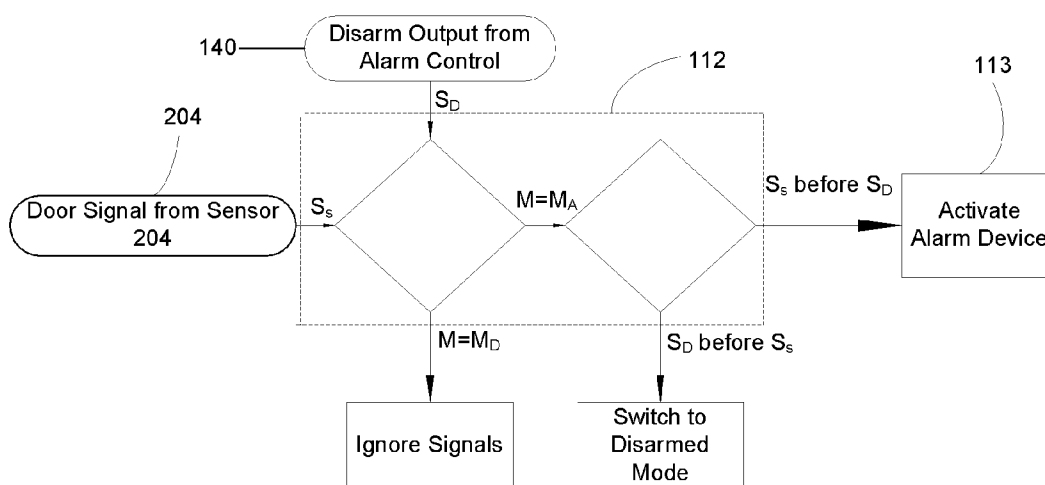 Disarm Output from
Alarm Control
140
112
113
204
S_D
Door Signal from Sensor
204
S_s
M=M_A
S_s before S_D
Activate
Alarm Device
M=M_D
S_D before S_s
Ignore Signals
Switch to
Disarmed
Mode